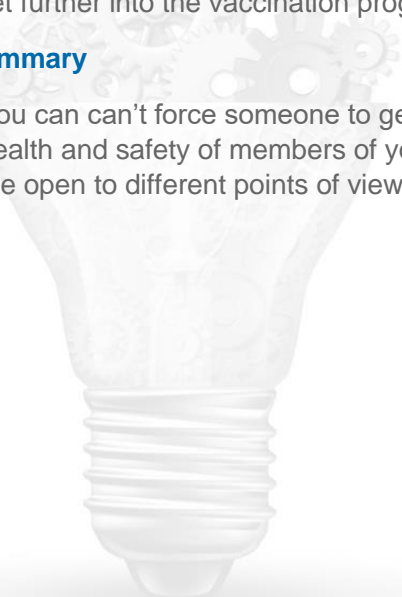 et further into the vaccination prog
mmary
ou can can't force someone to ge
ealth and safety of members of yo
e open to different points of view